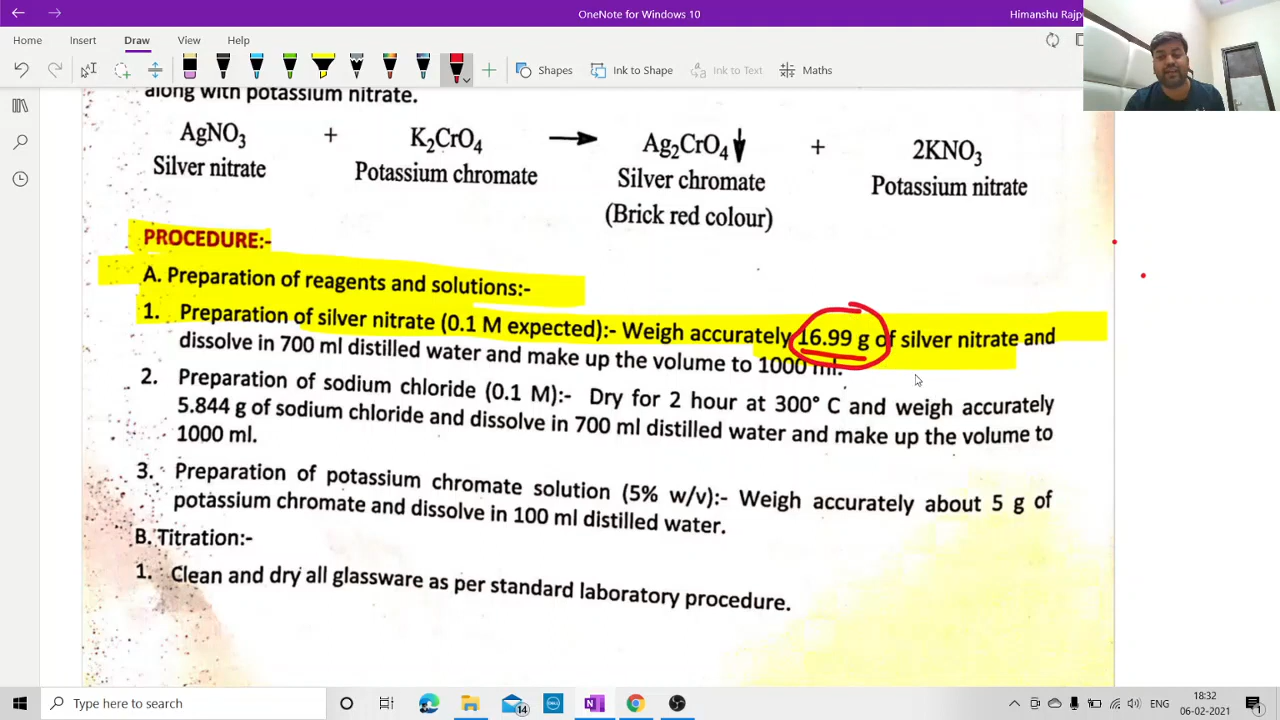 OneNote for Windows 10
Himanshu Rajp
Home Insert Draw View Help
Shapes Ink to Shape Ink to Text Maths
along with potassium nitrate.
AgNO3 + K2CrO4 → Ag2CrO4↓ + 2KNO3
Silver nitrate Potassium chromate Silver chromate Potassium nitrate
(Brick red colour)
PROCEDURE:-
A. Preparation of reagents and solutions:-
1. Preparation of silver nitrate (0.1 M expected):- Weigh accurately 16.99 g of silver nitrate and
dissolve in 700 ml distilled water and make up the volume to 1000 ml.
2. Preparation of sodium chloride (0.1 M):- Dry for 2 hour at 300° C and weigh accurately
5.844 g of sodium chloride and dissolve in 700 ml distilled water and make up the volume to
1000 ml.
3. Preparation of potassium chromate solution (5% w/v):- Weigh accurately about 5 g of
potassium chromate and dissolve in 100 ml distilled water.
B. Titration:-
1. Clean and dry all glassware as per standard laboratory procedure.
Type here to search
14
ENG
18:32
06-02-2021
1